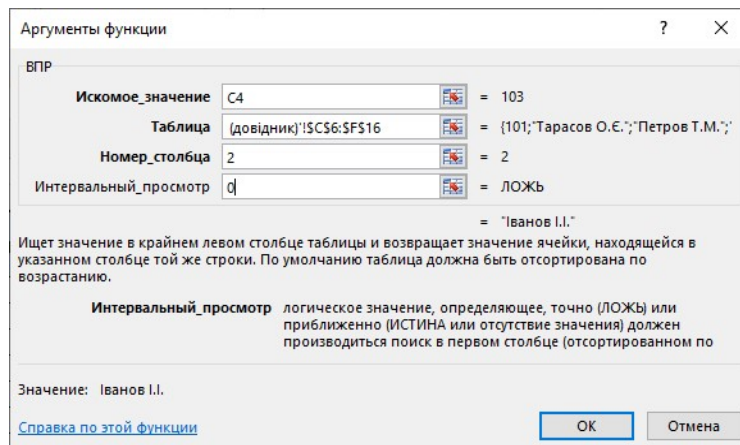 Аргументы функции ? ×
ВПР
Искомое_значение C4 = 103
Таблица (довідник)'!$C$6:$F$16 = {101;"Тарасов О.Є.";"Петров Т.М.";'
Номер_столбца 2 = 2
Интервальный_просмотр 0 = ЛОЖЬ
= "Іванов І.І."
Ищет значение в крайнем левом столбце таблицы и возвращает значение ячейки, находящейся в
указанном столбце той же строки. По умолчанию таблица должна быть отсортирована по
возрастанию.
Интервальный_просмотр логическое значение, определяющее, точно (ЛОЖЬ) или
приближенно (ИСТИНА или отсутствие значения) должен
производиться поиск в первом столбце (отсортированном по
Значение: Іванов І.І.
Справка по этой функции ОК Отмена